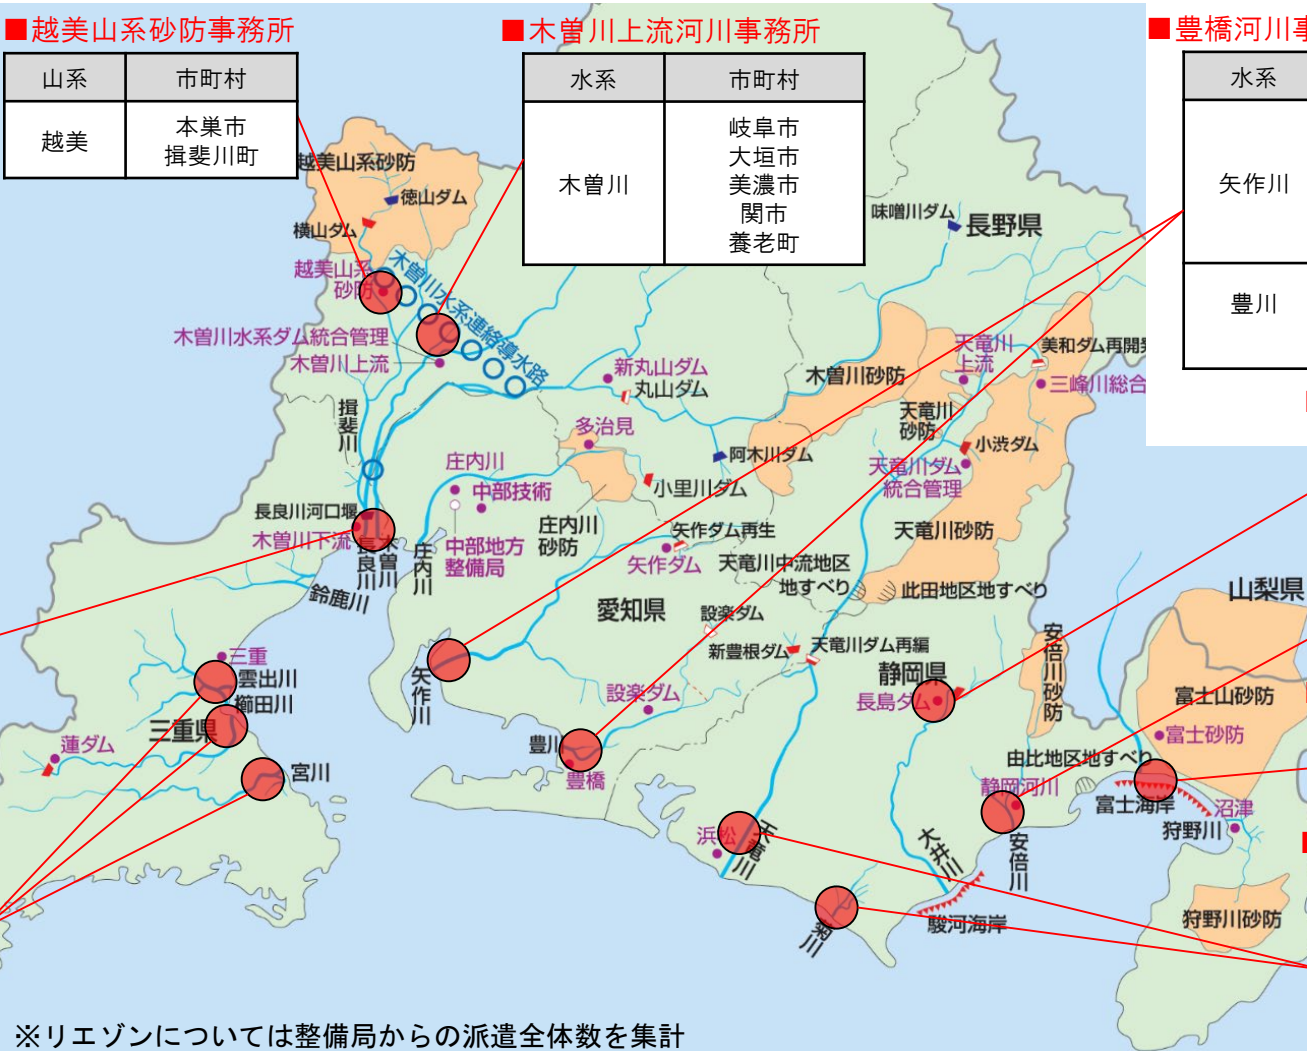 ■越美山系砂防事務所
山系 市町村
越美 本巣市
揖斐川町
■木曽川上流河川事務所
水系 市町村
木曽川 岐阜市
大垣市
美濃市
関市
養老町
■豊橋河川事
水系
矢作川
豊川
越美山系砂防
徳山ダム
横山ダム
越美山系
砂防
木曽川水系連絡導水路
木曽川水系ダム統合管理
木曽川上流
味噌川ダム
長野県
新丸山ダム
丸山ダム
木曽川砂防
天竜川
上流
美和ダム再開発
三峰川総合
揖斐川
多治見
阿木川ダム
天竜川
砂防
小渋ダム
庄内川
中部技術
小里川ダム
天竜川ダム
統合管理
長良川河口堰
木曽川下流
長良川
木曽川
庄内川
中部地方
整備局
庄内川
砂防
矢作ダム再生
矢作ダム
天竜川砂防
天竜川中流地区
地すべり
此田地区地すべり
鈴鹿川
愛知県
設楽ダム
山梨県
三重
雲出川
櫛田川
三重県
蓮ダム
宮川
矢作川
新豊根ダム
天竜川ダム再編
設楽ダム
静岡県
長島ダム
安倍川砂防
富士山砂防
富士砂防
豊川
豊橋
由比地区地すべり
静岡河川
富士海岸
沼津
狩野川
浜松
天竜川
大井川
安倍川
菊川
駿河海岸
狩野川砂防
※リエゾンについては整備局からの派遣全体数を集計